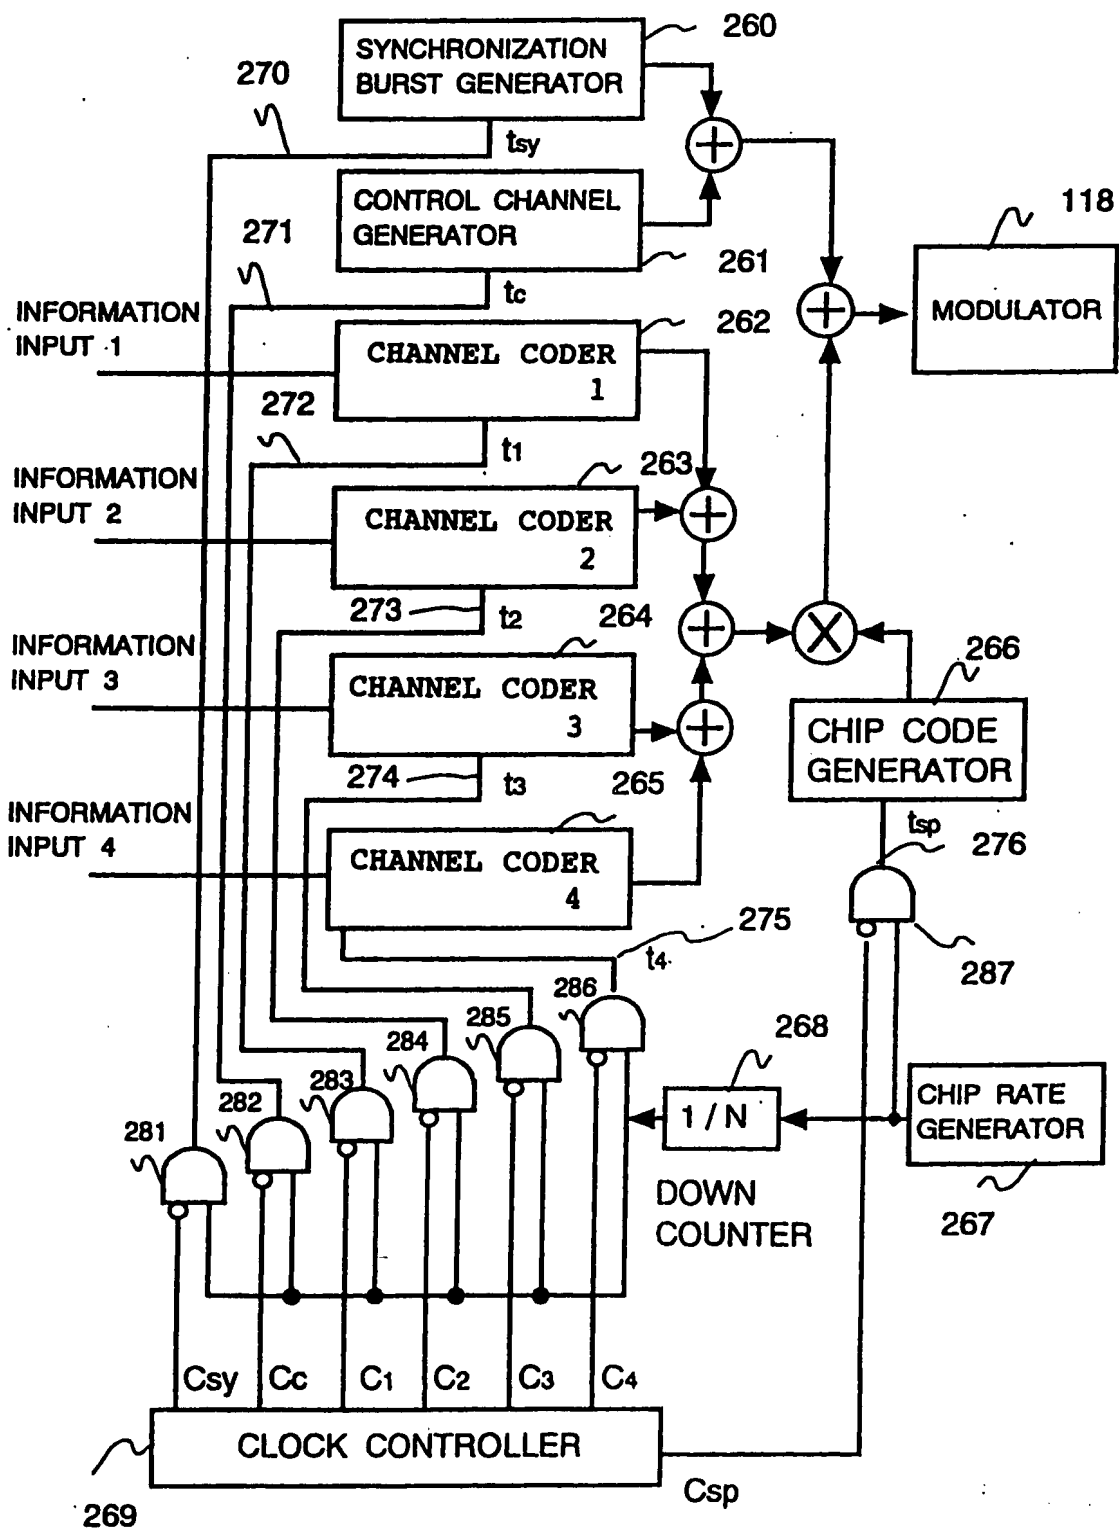 260
SYNCHRONIZATION
BURST GENERATOR
270
tsy
CONTROL CHANNEL
GENERATOR
271
261
118
MODULATOR
tc
INFORMATION
INPUT 1
262
CHANNEL CODER
1
272
t1
INFORMATION
INPUT 2
263
CHANNEL CODER
2
273
t2
264
INFORMATION
INPUT 3
CHANNEL CODER
3
266
CHIP CODE
GENERATOR
274
t3
265
INFORMATION
INPUT 4
CHANNEL CODER
4
tsp
276
275
t4
287
286
285
284
283
282
281
268
1/N
CHIP RATE
GENERATOR
DOWN
COUNTER
267
Csy
Cc
C1
C2
C3
C4
CLOCK CONTROLLER
Csp
269